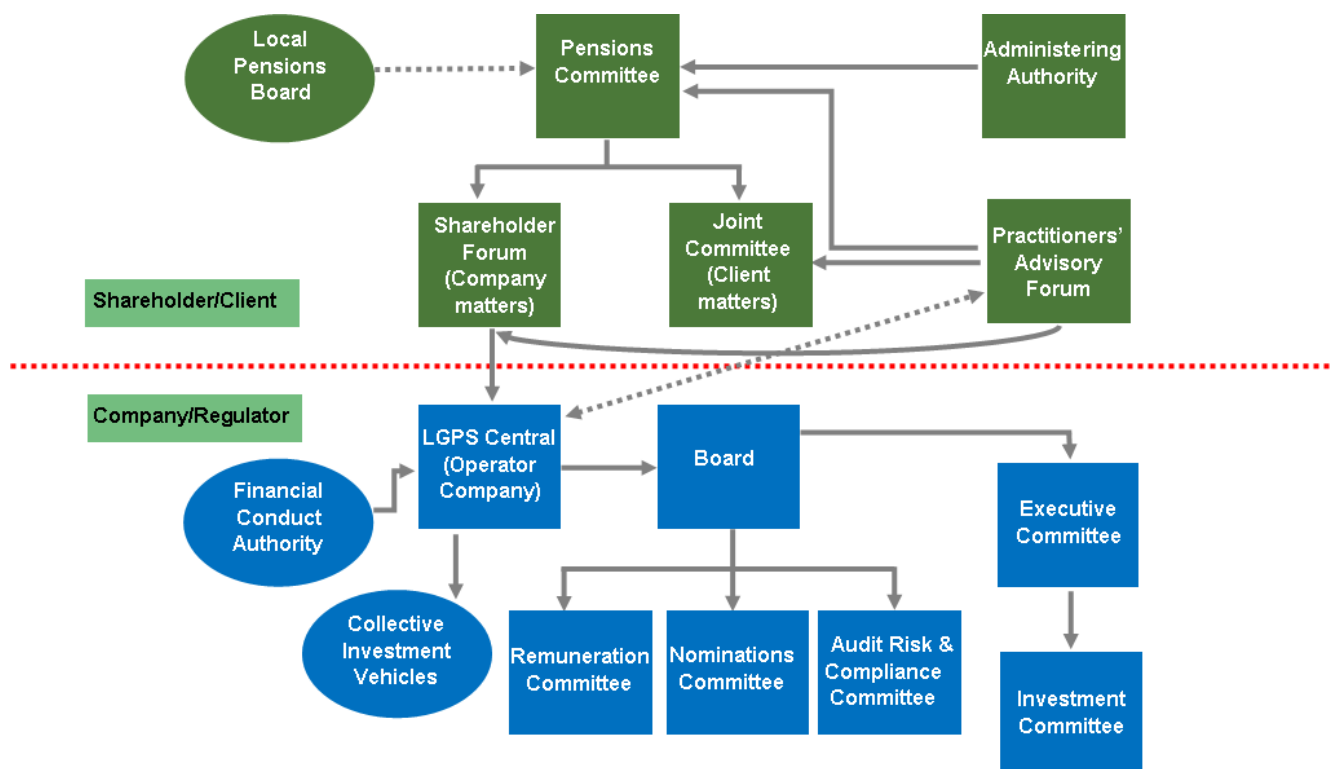 Local
Pensions
Board
Pensions
Committee
Administering
Authority
Shareholder
Forum
(Company
matters)
Joint
Committee
(Client
matters)
Practitioners’
Advisory
Forum
Shareholder/Client
Company/Regulator
LGPS Central
(Operator
Company)
Board
Financial
Conduct
Authority
Executive
Committee
Collective
Investment
Vehicles
Remuneration
Committee
Nominations
Committee
Audit Risk &
Compliance
Committee
Investment
Committee